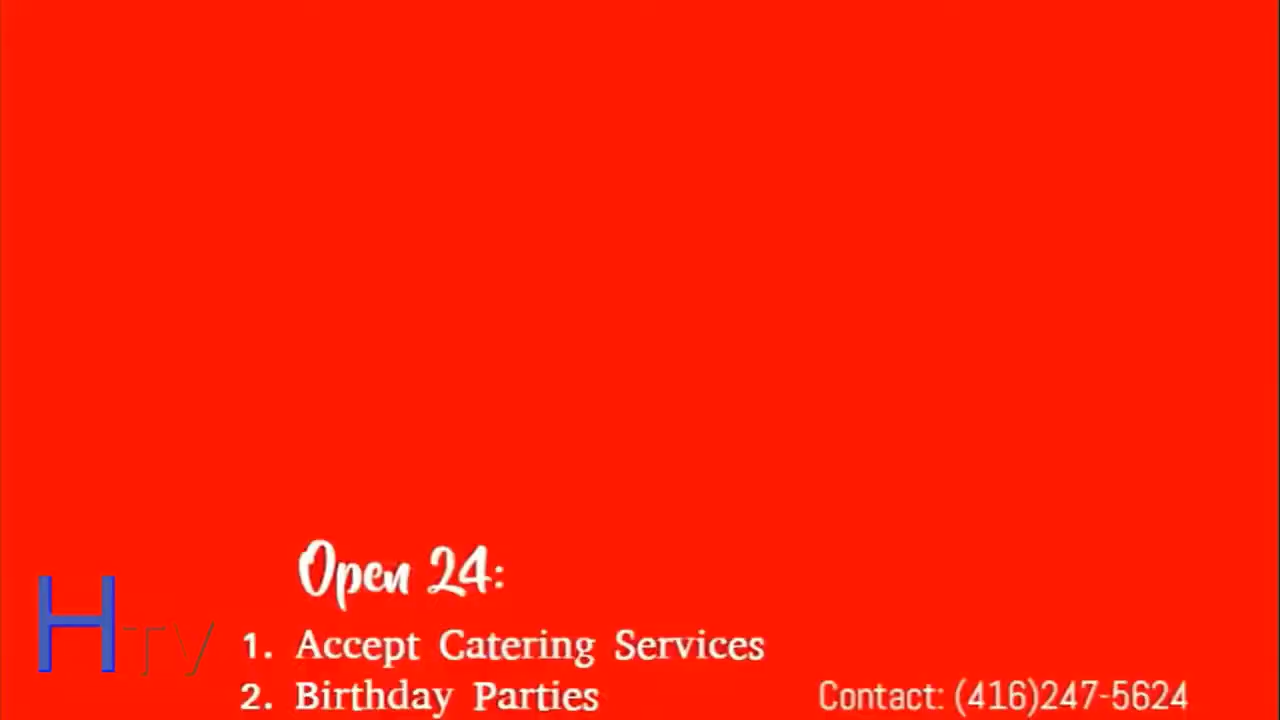 Open 24:
HTV
1. Accept Catering Services
2. Birthday Parties
Contact: (416)247-5624